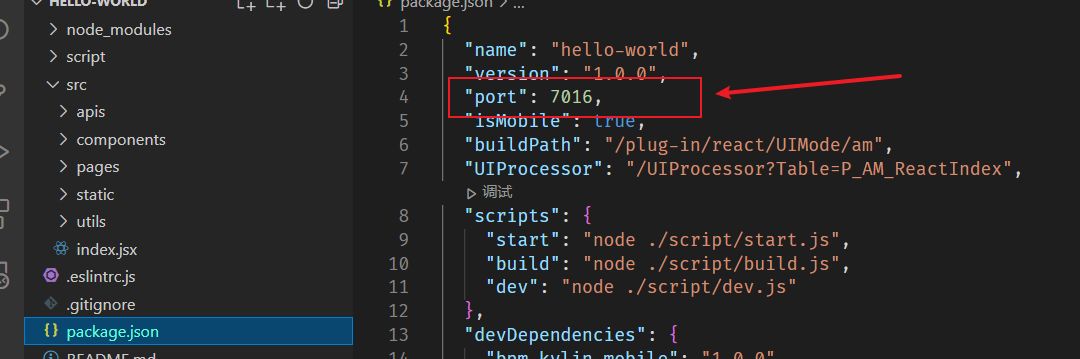 HELLO-WORLD
node_modules
script
src
apis
components
pages
static
utils
index.jsx
.eslintrc.js
.gitignore
package.json
README.md
package.json > ...
1 {
2 "name": "hello-world",
3 "version": "1.0.0",
4 "port": 7016,
5 "isMobile": true,
6 "buildPath": "/plug-in/react/UIMode/am",
7 "UIProcessor": "/UIProcessor?Table=P_AM_ReactIndex",
调试
8 "scripts": {
9 "start": "node ./script/start.js",
10 "build": "node ./script/build.js",
11 "dev": "node ./script/dev.js"
12 },
13 "devDependencies": {
14 "bpm-kylin-mobile": "1.0.0"